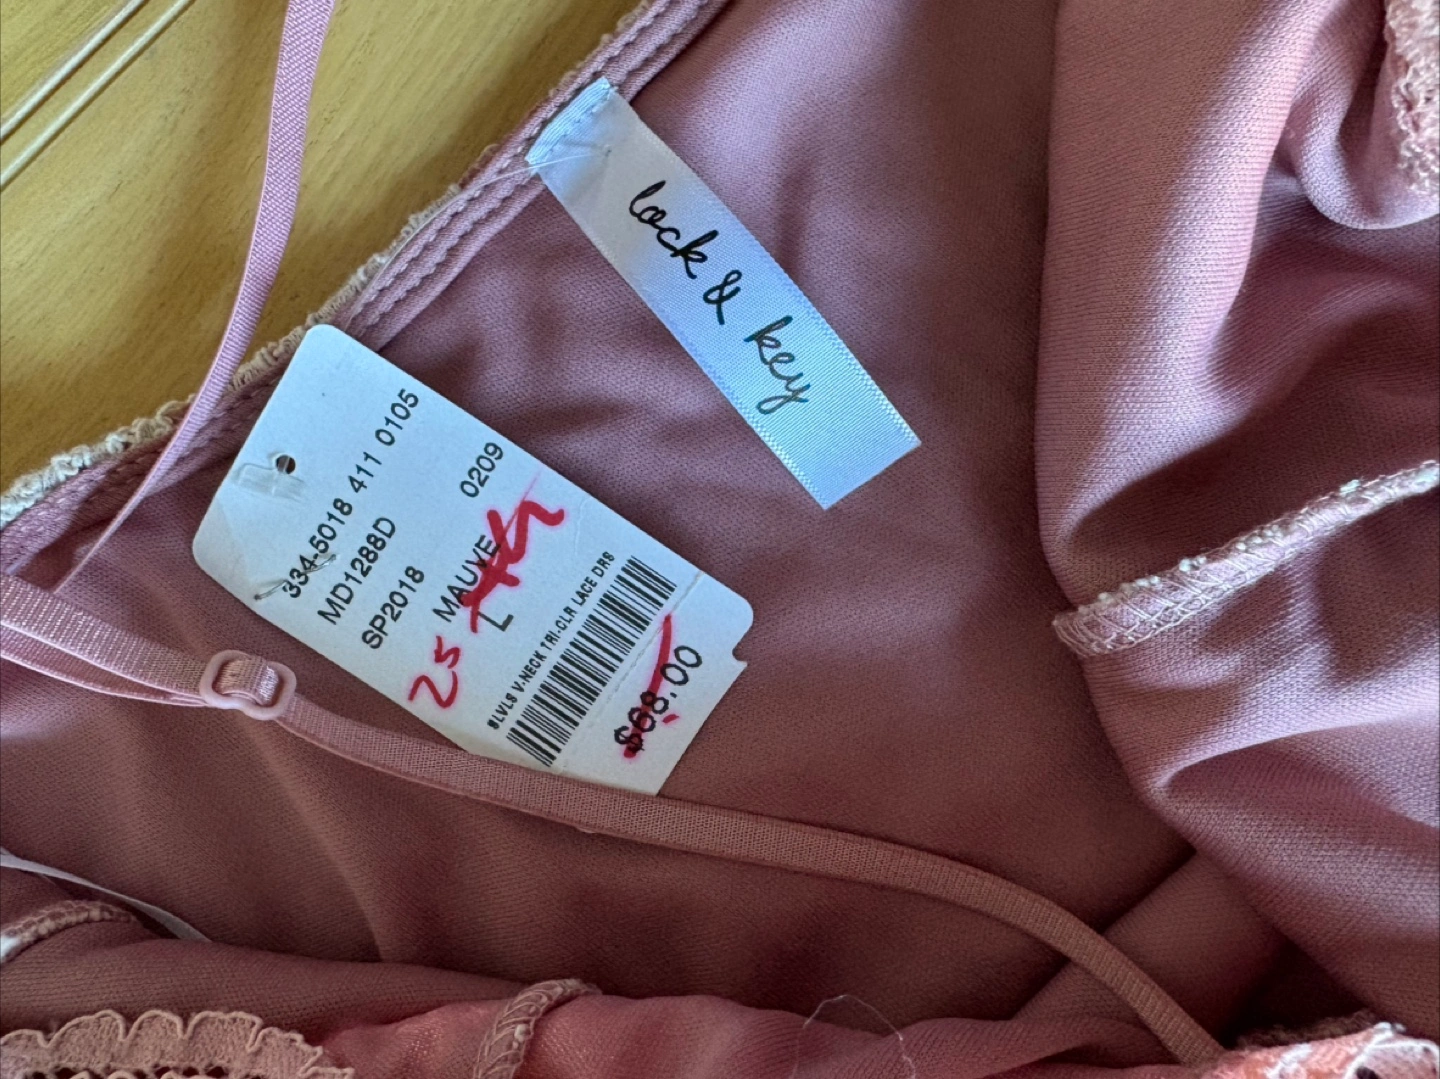 lock & key
334-5018 411 0105
MD1288D 0209
SP2018 MAUVE
L
25
SLVLS V-NECK TRI-CLR LACE DRS
$68.00